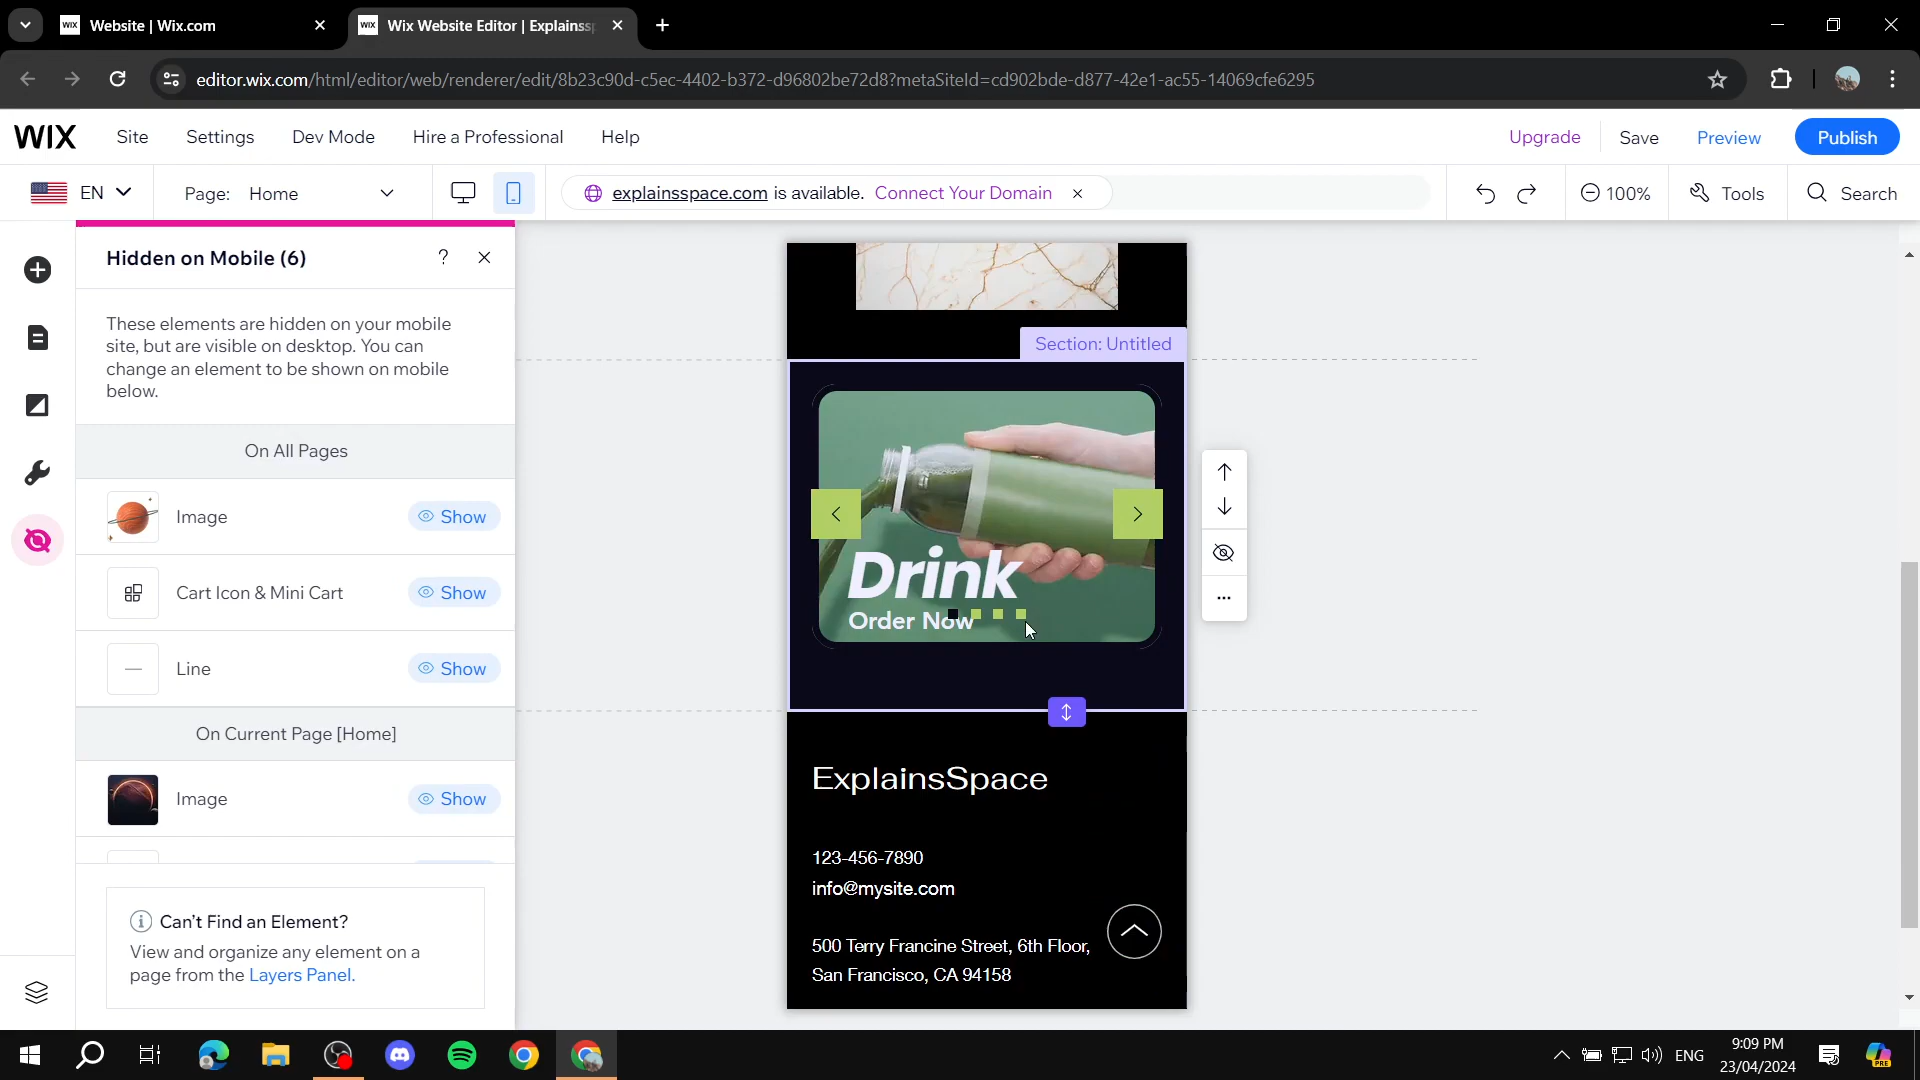 Website | Wix.com
Wix Website Editor | Explainss
editor.wix.com/html/editor/web/renderer/edit/8b23c90d-c5ec-4402-b372-d96802be72d8?metaSiteId=cd902bde-d877-42e1-ac55-14069cfe6295
WIX Site Settings Dev Mode Hire a Professional Help Upgrade Save Preview Publish
EN Page: Home explainsspace.com is available. Connect Your Domain 100% Tools Search
Hidden on Mobile (6) ?
These elements are hidden on your mobile
site, but are visible on desktop. You can
change an element to be shown on mobile
below.
On All Pages
Image Show
Cart Icon & Mini Cart Show
Line Show
On Current Page [Home]
Image Show
Can't Find an Element?
View and organize any element on a
page from the Layers Panel.
Section: Untitled
Drink
Order Now
ExplainsSpace
123-456-7890
info@mysite.com
500 Terry Francine Street, 6th Floor,
San Francisco, CA 94158
ENG
9:09 PM
23/04/2024
PRE